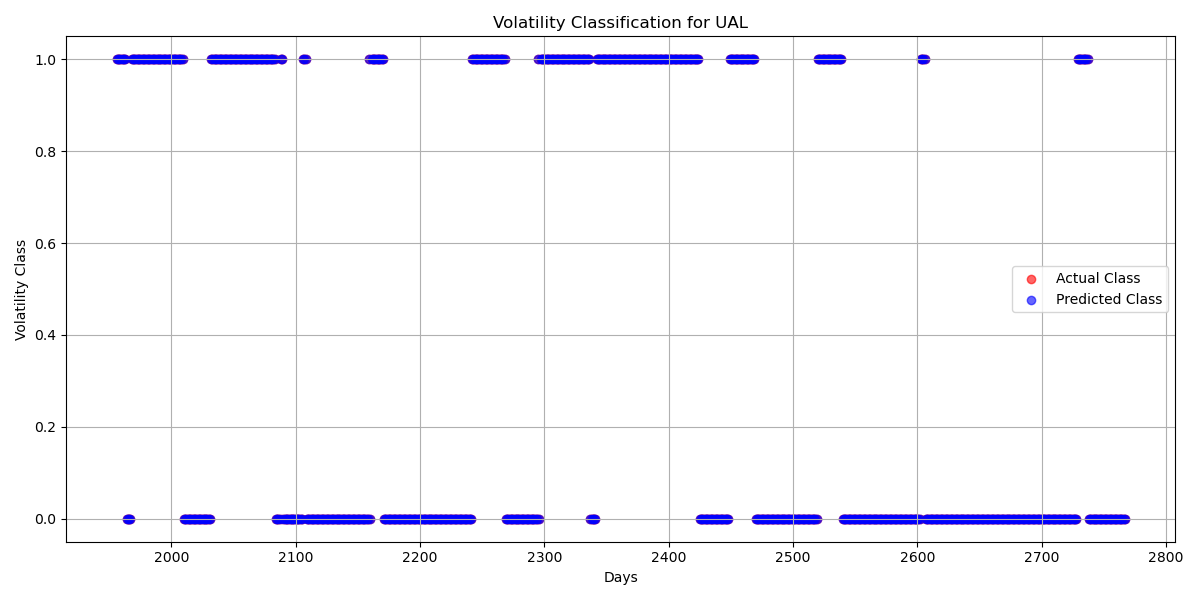 Volatility Classification for UAL
1.0
0.8
0.6
0.4
0.2
0.0
Volatility Class
Actual Class
Predicted Class
2000 2100 2200 2300 2400 2500 2600 2700 2800
Days